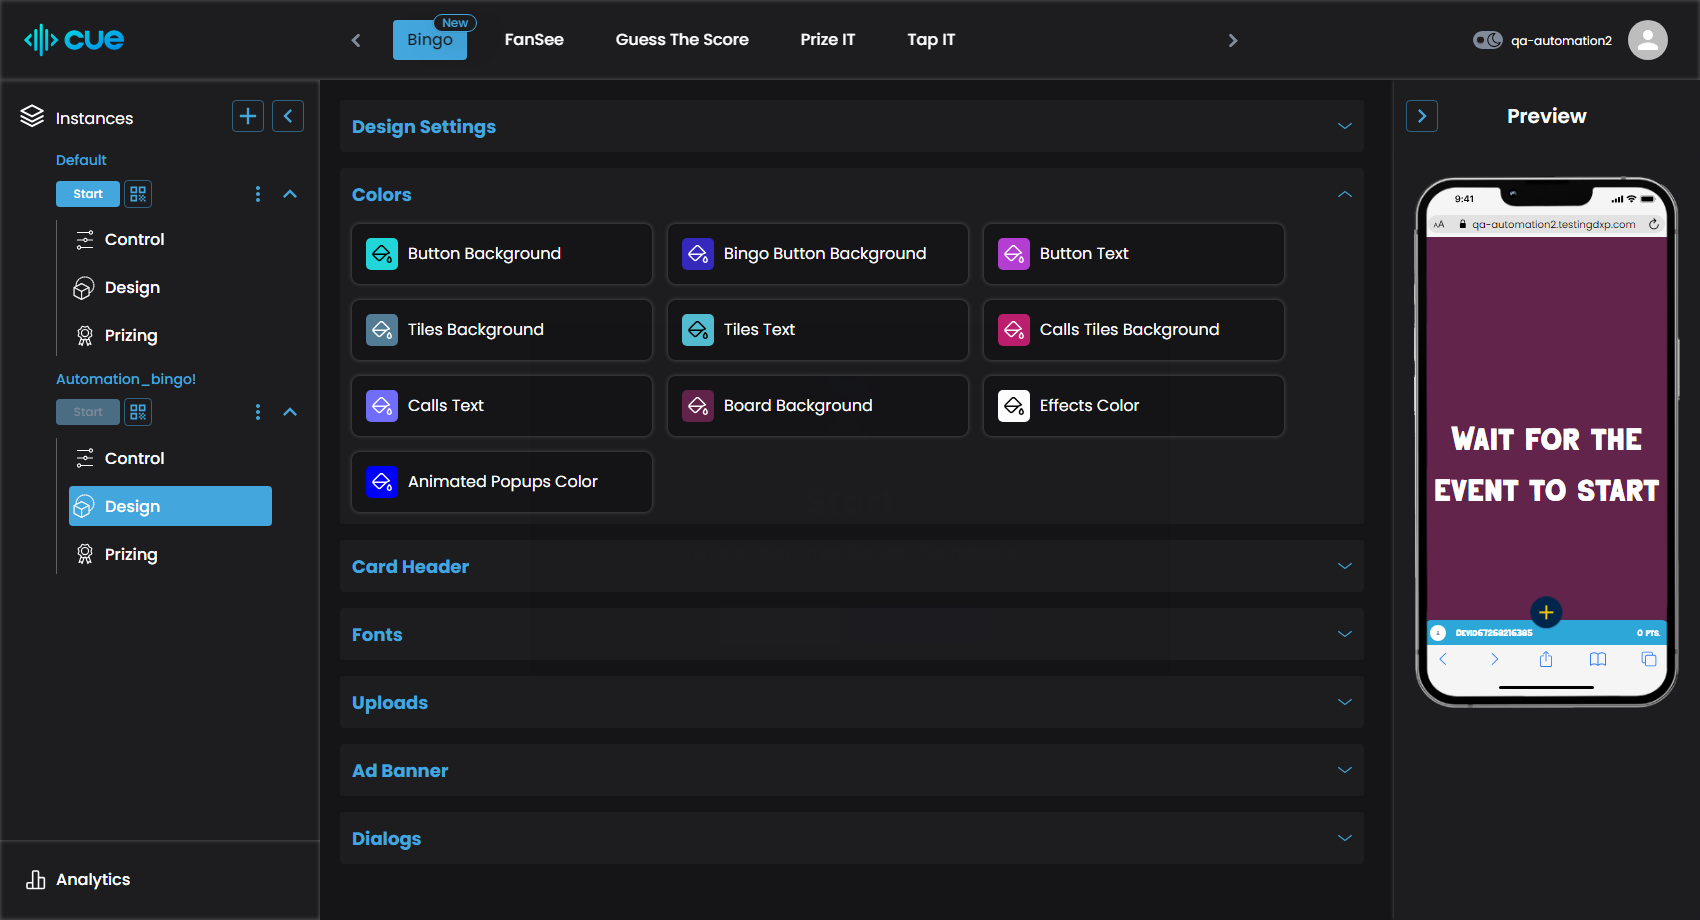 cue
Bingo
New
FanSee
Guess The Score
Prize IT
Tap IT
qa-automation2
Instances
Default
Start
Control
Design
Prizing
Automation_bingo!
Start
Control
Design
Prizing
Analytics
Design Settings
Colors
Button Background
Bingo Button Background
Button Text
Tiles Background
Tiles Text
Calls Tiles Background
Calls Text
Board Background
Effects Color
Animated Popups Color
Card Header
Fonts
Uploads
Ad Banner
Dialogs
Preview
9:41
AA
qa-automation2.testingdxp.com
WAIT FOR THE
EVENT TO START
0 PTS.